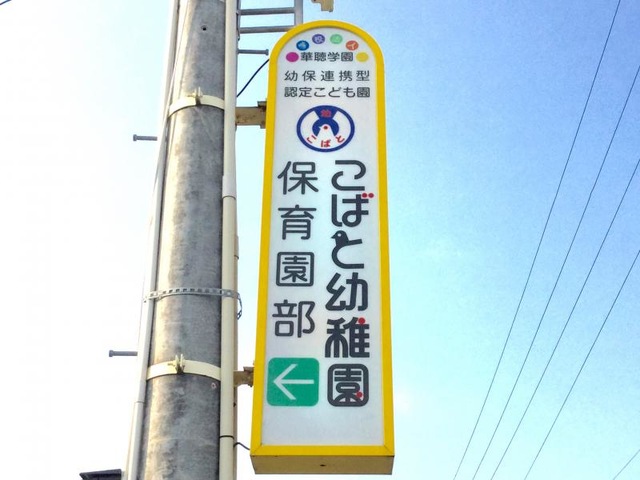 華聴学園
幼保連携型
認定こども園
こばと
こばと幼稚園
保育園部